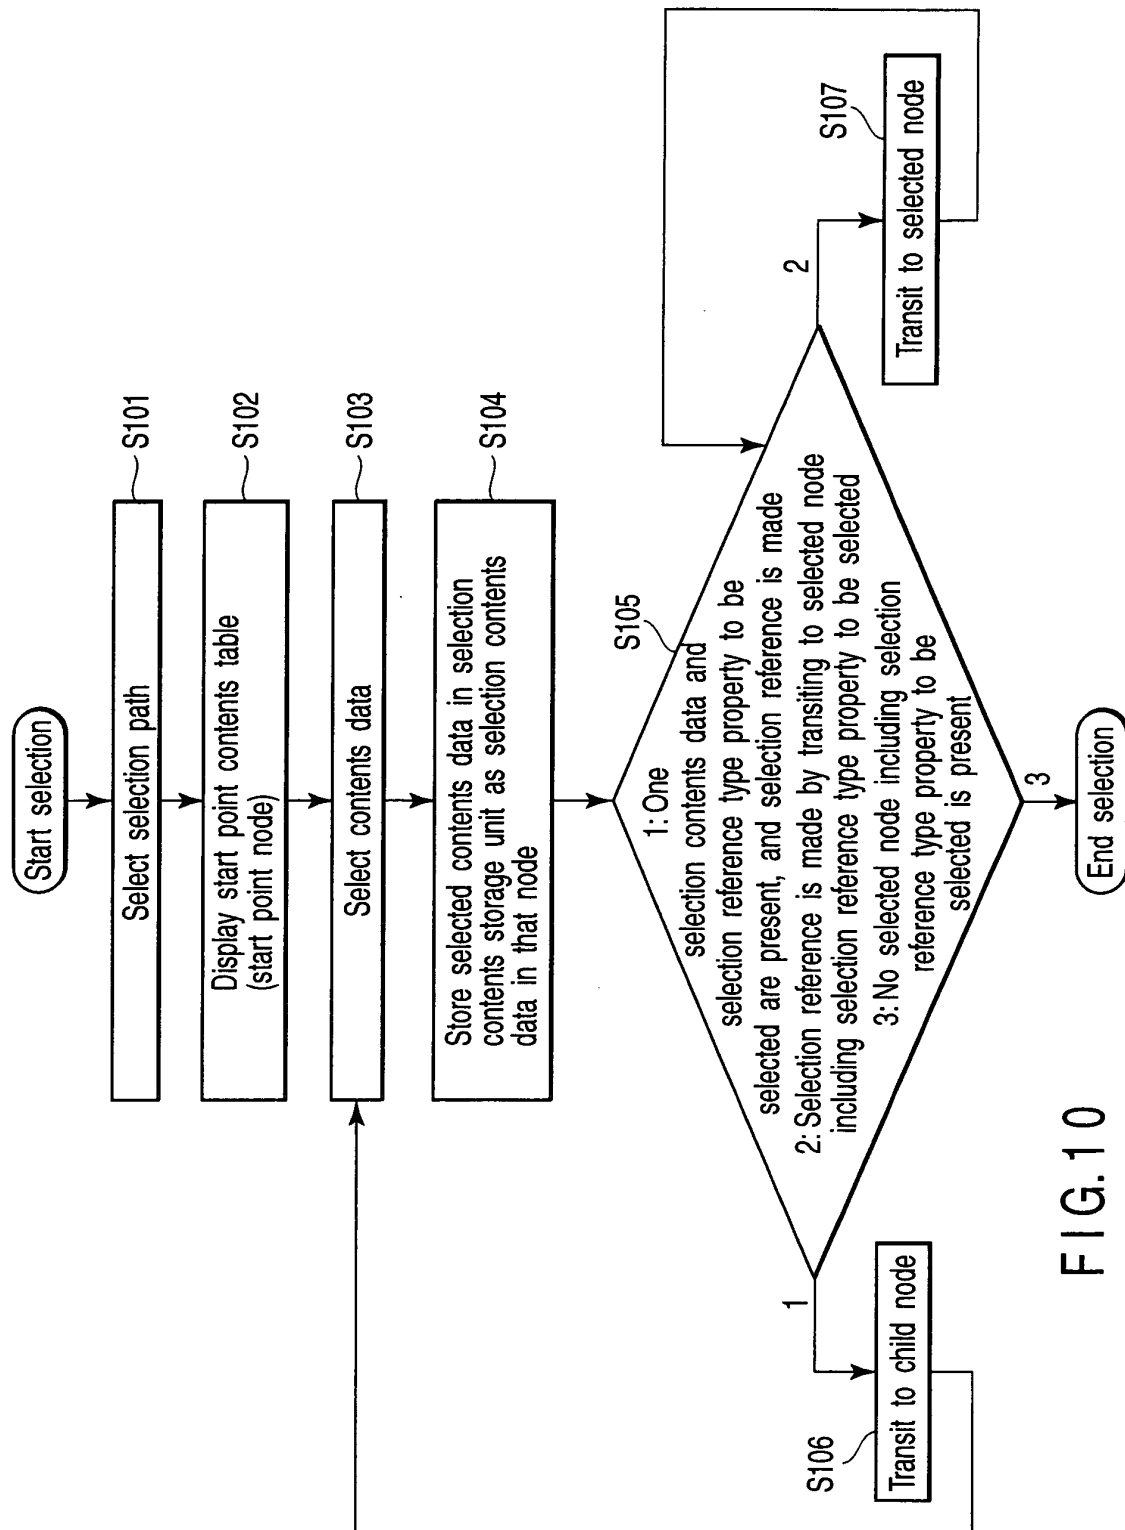 Start selection
S101
Select selection path
S102
Display start point contents table
(start point node)
S103
Select contents data
S104
Store selected contents data in selection
contents storage unit as selection contents
data in that node
S105
1: One
selection contents data and
selection reference type property to be
selected are present, and selection reference is made
2: Selection reference is made by transiting to selected node
including selection reference type property to be selected
3: No selected node including selection
reference type property to be
selected is present
1
2
3
S106
Transit to child node
S107
Transit to selected node
End selection
FIG.10